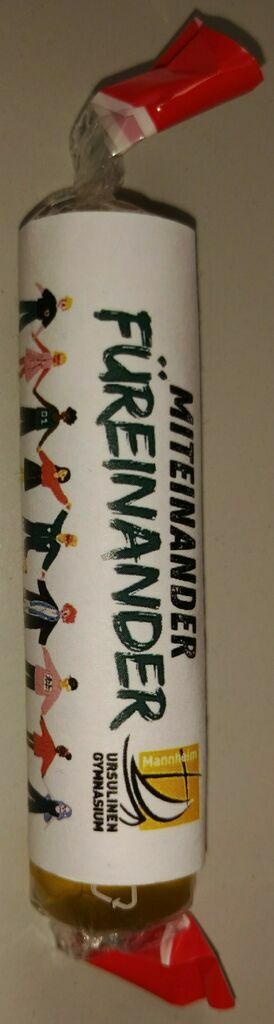 MITEINANDER
FÜREINANDER
Mannheim
URSULINEN
GYMNASIUM